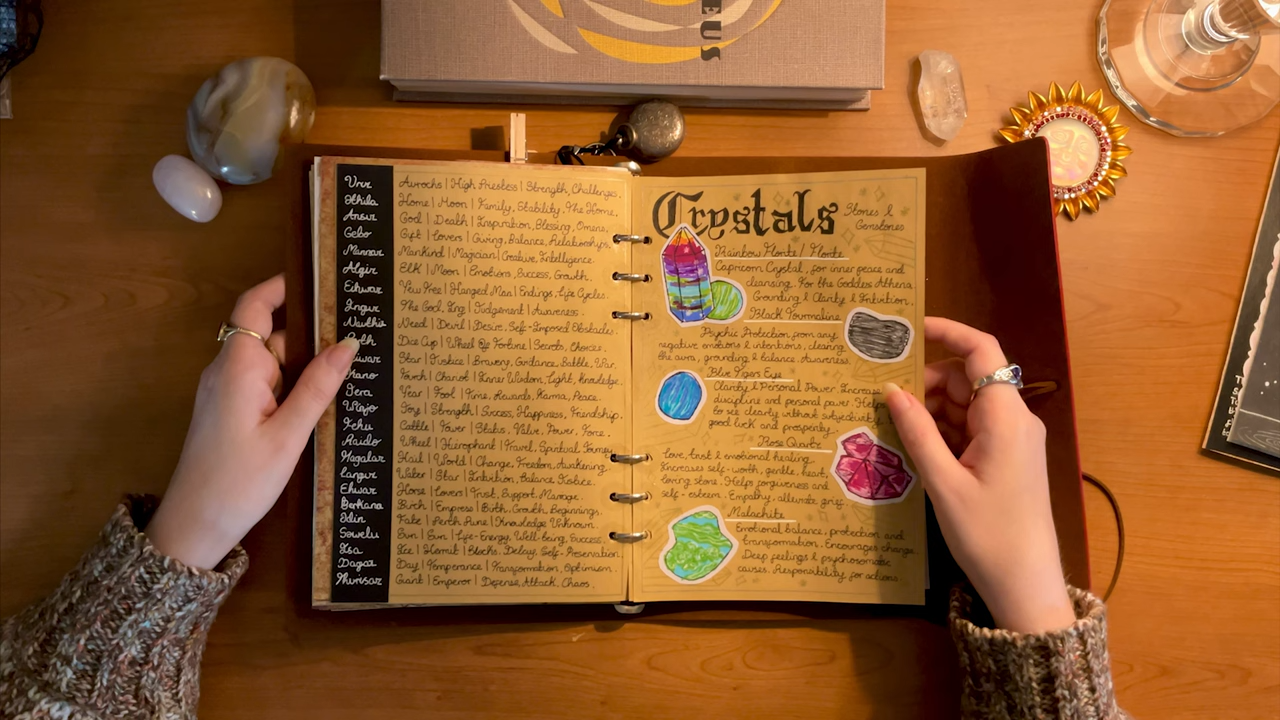 EUS
Uruz Aurochs | High Priestess | Strength, Challenges.
Othila Home | Moon | Family, Stability, The Home.
Ansuz God | Death | Inspiration, Blessing, Omens.
Gebo Gift | Lovers | Giving, Balance, Relationships.
Mannaz Mankind | Magician | Creative, Intelligence.
Algiz Elk | Moon | Emotions, Success, Growth.
Eihwaz Yew Tree | Hanged Man | Endings, Life Cycles.
Inguz The God, Ing | Judgement | Awareness.
Nauthiz Need | Devil | Desire, Self-Imposed Obstacles.
Dice Cup | Wheel of Fortune | Secrets, Choices.
Star | Justice | Bravery, Guidance, Battle, War.
Kano Torch | Chariot | Inner Wisdom, Light, Knowledge.
Jera Year | Fool | Time, Rewards, Karma, Peace.
Wunjo Joy | Strength | Success, Happiness, Friendship.
Fehu Cattle | Tower | Status, Value, Power, Force.
Raido Wheel | Hierophant | Travel, Spiritual Journey.
Hagalaz Hail | World | Change, Freedom, Awakening.
Laguz Water | Star | Intuition, Balance, Justice.
Ehwaz Horse | Lovers | Trust, Support, Marriage.
Berkana Birch | Empress | Birth, Growth, Beginnings.
Odin Fate | Perth Rune | Knowledge Unknown.
Sowelu Sun | Sun | Life-Energy, Well-being, Success.
Isa Ice | Hermit | Blocks, Delay, Self-Preservation.
Dagaz Day | Temperance | Transformation, Optimism.
Thurisaz Giant | Emperor | Defense, Attack, Chaos.
Crystals
Stones &
Gemstones
Capricorn Crystal, for inner peace and
cleansing. For the Goddess Athena.
Grounding & Clarity & Intuition.
Black Tourmaline
Psychic Protection from any
negative emotions & intentions, clearing
the aura, grounding & balance. Awareness.
Blue Tigers Eye
Clarity & Personal Power. Increase
discipline and personal power. Helps
to see clearly without subjectivity.
good luck and prosperity.
Rose Quartz
Love, trust & emotional healing.
Increases self-worth, gentle, heart,
loving stone. Helps forgiveness and
self-esteem. Empathy, alleviate grief.
Malachite
Emotional balance, protection and
transformation. Encourages change.
Deep feelings & psychosomatic
causes. Responsibility for actions.